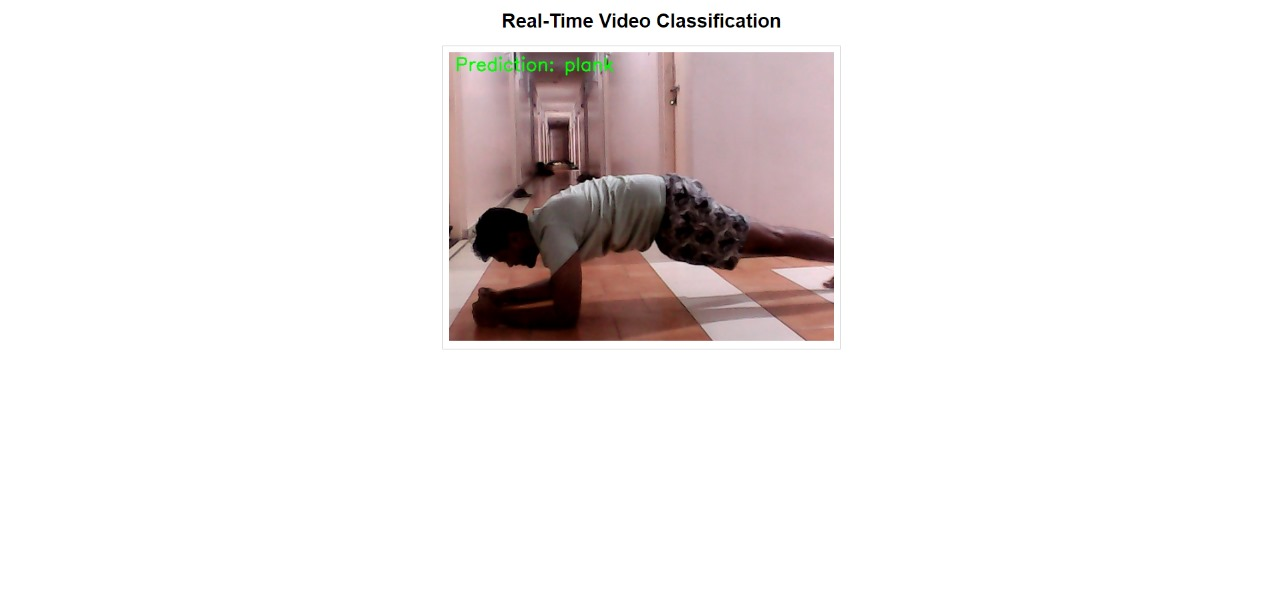 Real-Time Video Classification
Prediction: plank